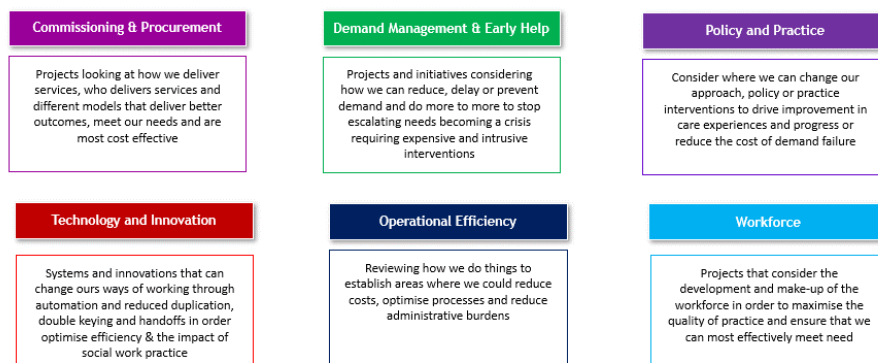 Commissioning & Procurement
Projects looking at how we deliver
services, who delivers services and
different models that deliver better
outcomes, meet our needs and are
most cost effective
Demand Management & Early Help
Projects and initiatives considering
how we can reduce, delay or prevent
demand and do more to more to stop
escalating needs becoming a crisis
requiring expensive and intrusive
interventions
Policy and Practice
Consider where we can change our
approach, policy or practice
interventions to drive improvement in
care experiences and progress or
reduce the cost of demand failure
Technology and Innovation
Systems and innovations that can
change ours ways of working through
automation and reduced duplication,
double keying and handoffs in order
optimise efficiency & the impact of
social work practice
Operational Efficiency
Reviewing how we do things to
establish areas where we could reduce
costs, optimise processes and reduce
administrative burdens
Workforce
Projects that consider the
development and make-up of the
workforce in order to maximise the
quality of practice and ensure that we
can most effectively meet need